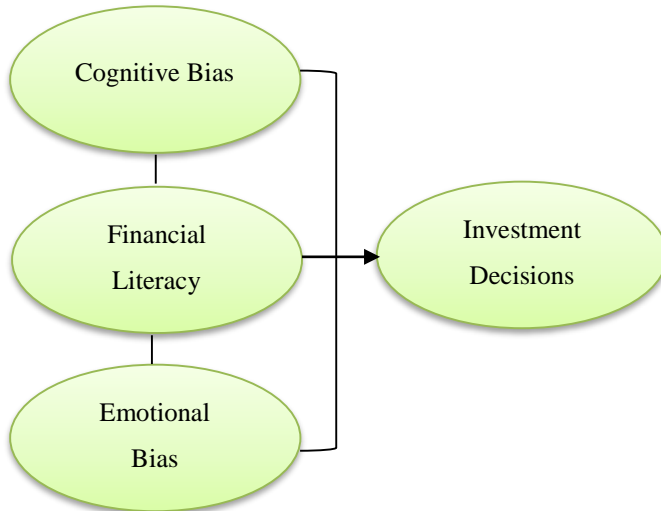 Cognitive Bias
Financial
Literacy
Investment
Decisions
Emotional
Bias